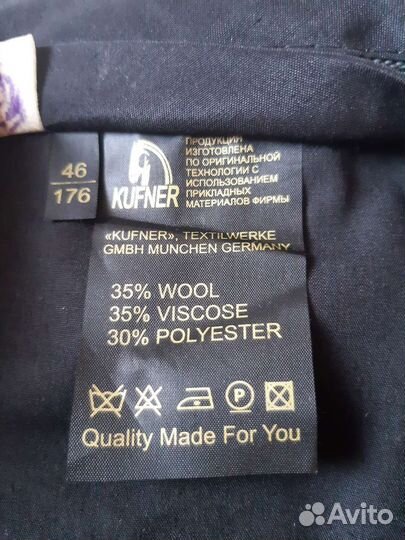 46
176
KUFNER
ПРОДУКЦИЯ
ИЗГОТОВЛЕНА
ПО ОРИГИНАЛЬНОЙ
ТЕХНОЛОГИИ С
ИСПОЛЬЗОВАНИЕМ
ПРИКЛАДНЫХ
МАТЕРИАЛОВ ФИРМЫ
«KUFNER», TEXTILWERKE
GMBH MUNCHEN GERMANY
35% WOOL
35% VISCOSE
30% POLYESTER
P
Quality Made For You
Avito